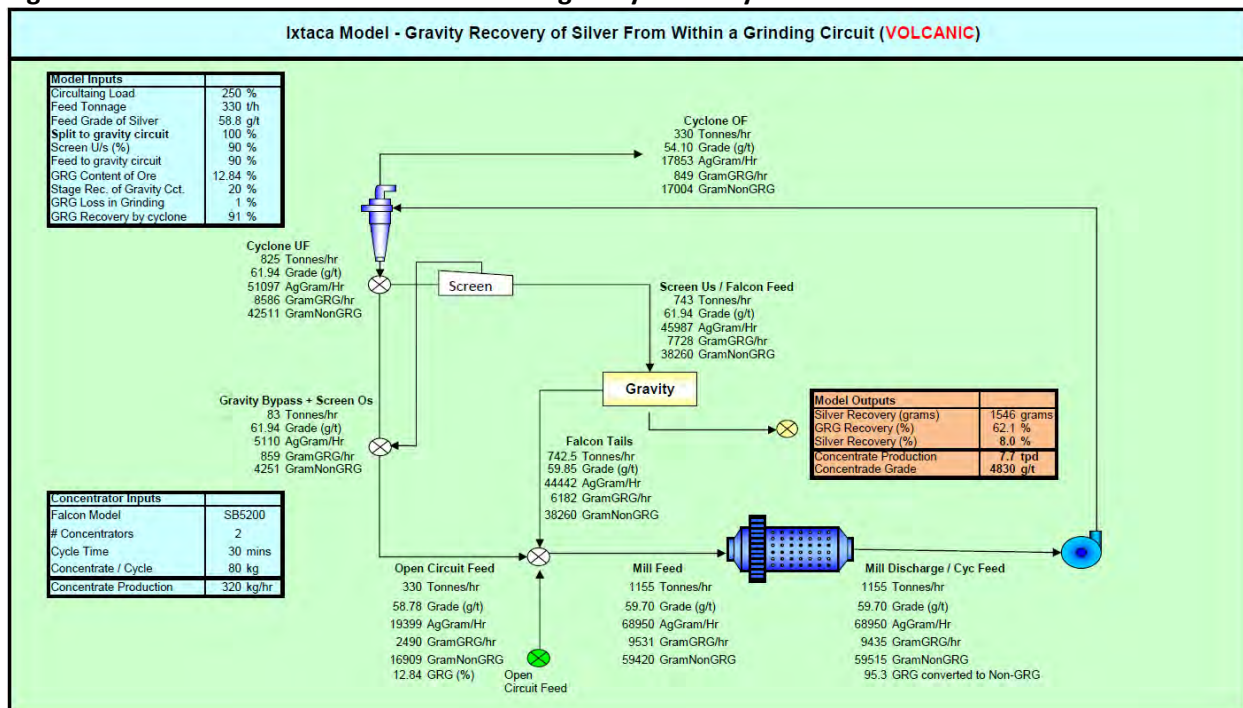 Ixtaca Model - Gravity Recovery of Silver From Within a Grinding Circuit (VOLCANIC)
Model Inputs
Circultaing Load 250 %
Feed Tonnage 330 t/h
Feed Grade of Silver 58.8 g/t
Split to gravity circuit 100 %
Screen U/s (%) 90 %
Feed to gravity circuit 90 %
GRG Content of Ore 12.84 %
Stage Rec. of Gravity Cct. 20 %
GRG Loss in Grinding 1 %
GRG Recovery by cyclone 91 %
Cyclone OF
330 Tonnes/hr
54.10 Grade (g/t)
17853 AgGram/Hr
849 GramGRG/hr
17004 GramNonGRG
Cyclone UF
825 Tonnes/hr
61.94 Grade (g/t)
51097 AgGram/Hr
8586 GramGRG/hr
42511 GramNonGRG
Screen
Screen Us / Falcon Feed
743 Tonnes/hr
61.94 Grade (g/t)
45987 AgGram/Hr
7728 GramGRG/hr
38260 GramNonGRG
Gravity
Gravity Bypass + Screen Os
83 Tonnes/hr
61.94 Grade (g/t)
5110 AgGram/Hr
859 GramGRG/hr
4251 GramNonGRG
Falcon Tails
742.5 Tonnes/hr
59.85 Grade (g/t)
44442 AgGram/Hr
6182 GramGRG/hr
38260 GramNonGRG
Model Outputs
Silver Recovery (grams) 1546 grams
GRG Recovery (%) 62.1 %
Silver Recovery (%) 8.0 %
Concentrate Production 7.7 tpd
Concentrade Grade 4830 g/t
Concentrator Inputs
Falcon Model SB5200
# Concentrators 2
Cycle Time 30 mins
Concentrate / Cycle 80 kg
Concentrate Production 320 kg/hr
Open Circuit Feed
330 Tonnes/hr
58.78 Grade (g/t)
19399 AgGram/Hr
2490 GramGRG/hr
16909 GramNonGRG
12.84 GRG (%)
Open
Circuit Feed
Mill Feed
1155 Tonnes/hr
59.70 Grade (g/t)
68950 AgGram/Hr
9531 GramGRG/hr
59420 GramNonGRG
Mill Discharge / Cyc Feed
1155 Tonnes/hr
59.70 Grade (g/t)
68950 AgGram/Hr
9435 GramGRG/hr
59515 GramNonGRG
95.3 GRG converted to Non-GRG